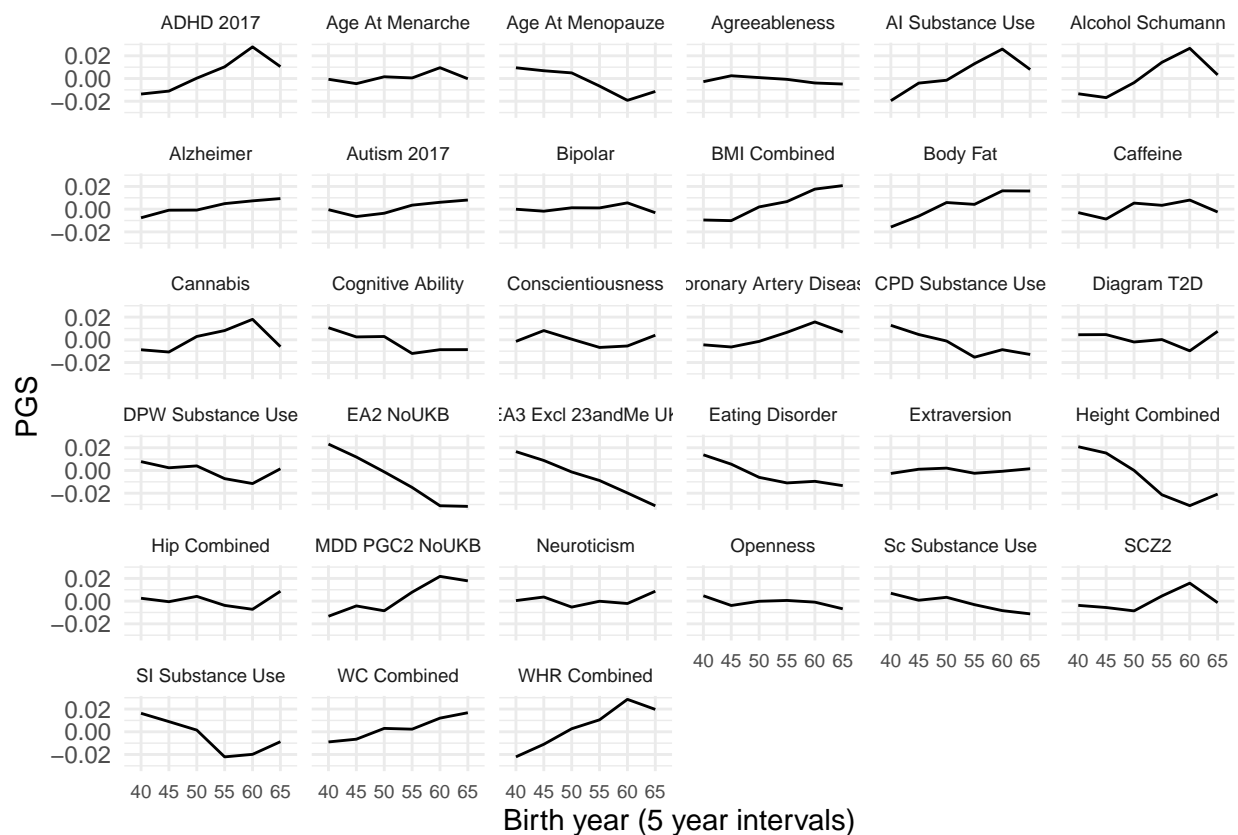 ADHD 2017 Age At Menarche Age At Menopauze Agreeableness AI Substance Use Alcohol Schumann
0.02
0.00
−0.02
Alzheimer Autism 2017 Bipolar BMI Combined Body Fat Caffeine
0.02
0.00
−0.02
Cannabis Cognitive Ability Conscientiousness oronary Artery Diseas CPD Substance Use Diagram T2D
0.02
0.00
−0.02
PGS
DPW Substance Use EA2 NoUKB EA3 Excl 23andMe UK Eating Disorder Extraversion Height Combined
0.02
0.00
−0.02
Hip Combined MDD PGC2 NoUKB Neuroticism Openness Sc Substance Use SCZ2
0.02
0.00
−0.02
40 45 50 55 60 65 40 45 50 55 60 65 40 45 50 55 60 65
SI Substance Use WC Combined WHR Combined
0.02
0.00
−0.02
40 45 50 55 60 65 40 45 50 55 60 65 40 45 50 55 60 65
Birth year (5 year intervals)